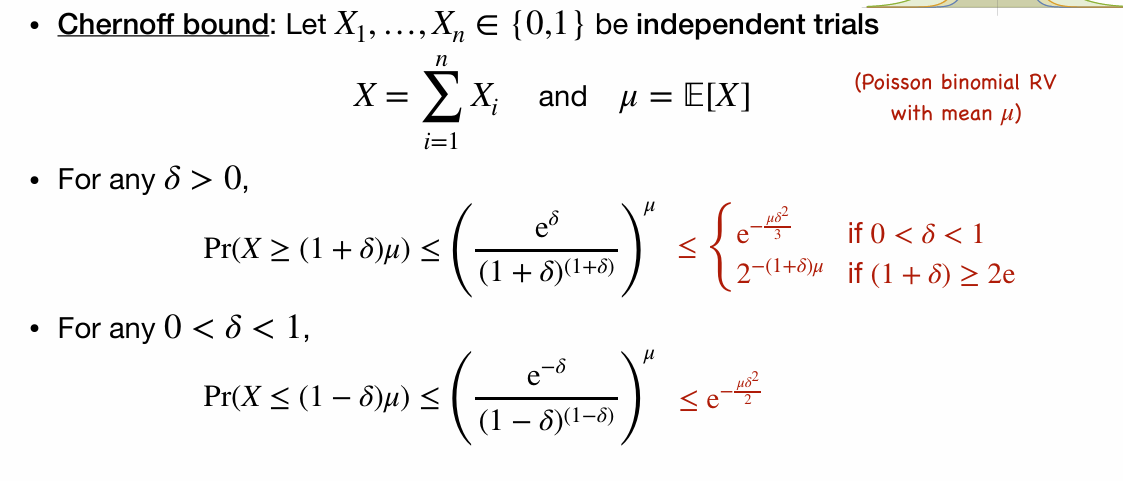 • Chernoff bound: Let X₁, …, Xₙ ∈ {0,1} be independent trials
X = ∑ᵢ₌₁ⁿ Xᵢ and μ = 𝔼[X] (Poisson binomial RV
with mean μ)
• For any δ > 0,
Pr(X ≥ (1 + δ)μ) ≤ (e^δ / (1 + δ)^(1+δ))^μ ≤ { e^(−μδ²/3) if 0 < δ < 1
2^(−(1+δ)μ) if (1 + δ) ≥ 2e
• For any 0 < δ < 1,
Pr(X ≤ (1 − δ)μ) ≤ (e^(−δ) / (1 − δ)^(1−δ))^μ ≤ e^(−μδ²/2)